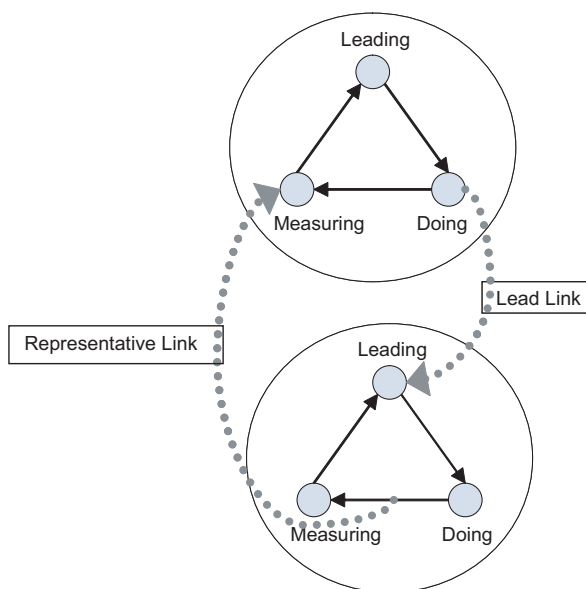 Leading
Measuring
Doing
Lead Link
Representative Link
Leading
Measuring
Doing